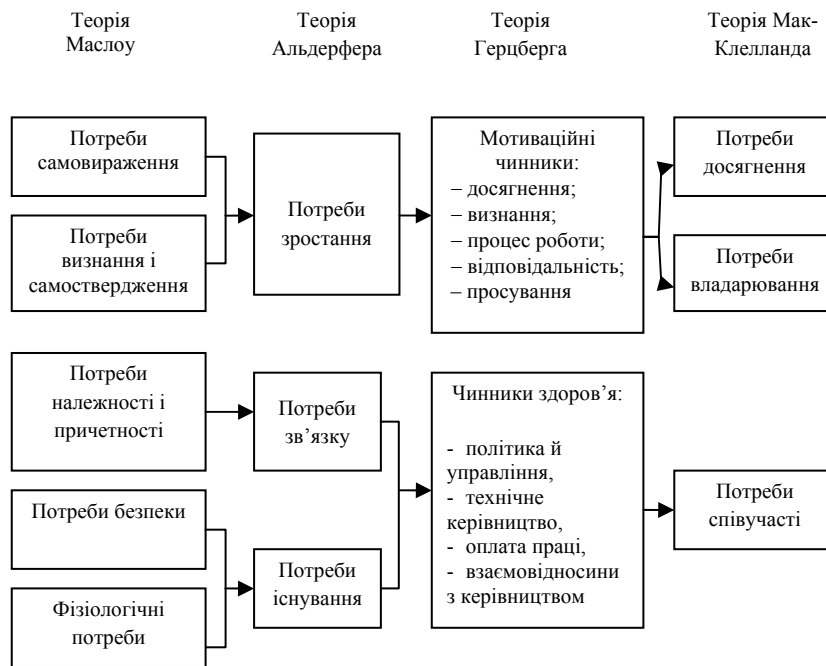 Теорія
Маслоу
Теорія
Альдерфера
Теорія
Герцберга
Теорія Мак-
Клелланда
Потреби
самовираження
Потреби
визнання і
самоствердження
Потреби
зростання
Мотиваційні
чинники:
– досягнення;
– визнання;
– процес роботи;
– відповідальність;
– просування
Потреби
досягнення
Потреби
владарювання
Потреби
належності і
причетності
Потреби безпеки
Фізіологічні
потреби
Потреби
зв’язку
Потреби
існування
Чинники здоров’я:
- політика й
управління,
- технічне
керівництво,
- оплата праці,
- взаємовідносини
з керівництвом
Потреби
співучасті